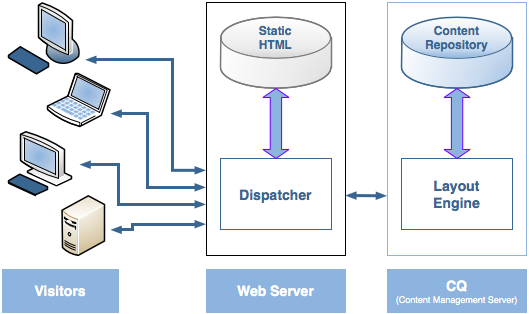 Static
HTML
Content
Repository
Dispatcher
Layout
Engine
Visitors
Web Server
CQ
(Content Management Server)